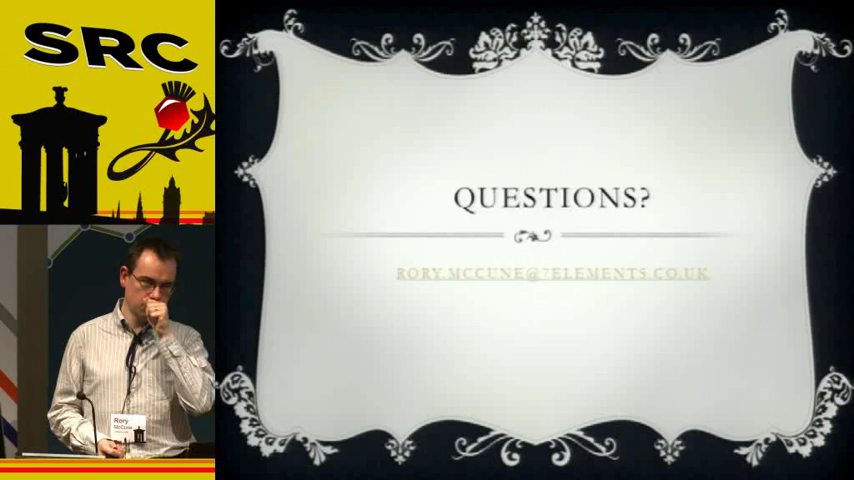 SRC
QUESTIONS?
RORY.MCCUNE@7ELEMENTS.CO.UK
Rory
McCune